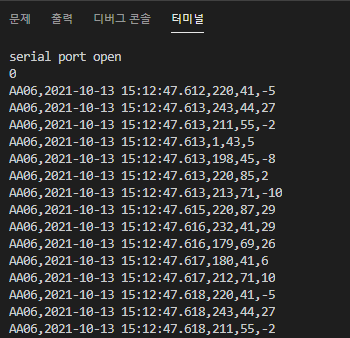 문제 출력 디버그 콘솔 터미널
serial port open
0
AA06,2021-10-13 15:12:47.612,220,41,-5
AA06,2021-10-13 15:12:47.613,243,44,27
AA06,2021-10-13 15:12:47.613,211,55,-2
AA06,2021-10-13 15:12:47.613,1,43,5
AA06,2021-10-13 15:12:47.613,198,45,-8
AA06,2021-10-13 15:12:47.613,220,85,2
AA06,2021-10-13 15:12:47.613,213,71,-10
AA06,2021-10-13 15:12:47.615,220,87,29
AA06,2021-10-13 15:12:47.616,232,41,29
AA06,2021-10-13 15:12:47.616,179,69,26
AA06,2021-10-13 15:12:47.617,180,41,6
AA06,2021-10-13 15:12:47.617,212,71,10
AA06,2021-10-13 15:12:47.618,220,41,-5
AA06,2021-10-13 15:12:47.618,243,44,27
AA06,2021-10-13 15:12:47.618,211,55,-2